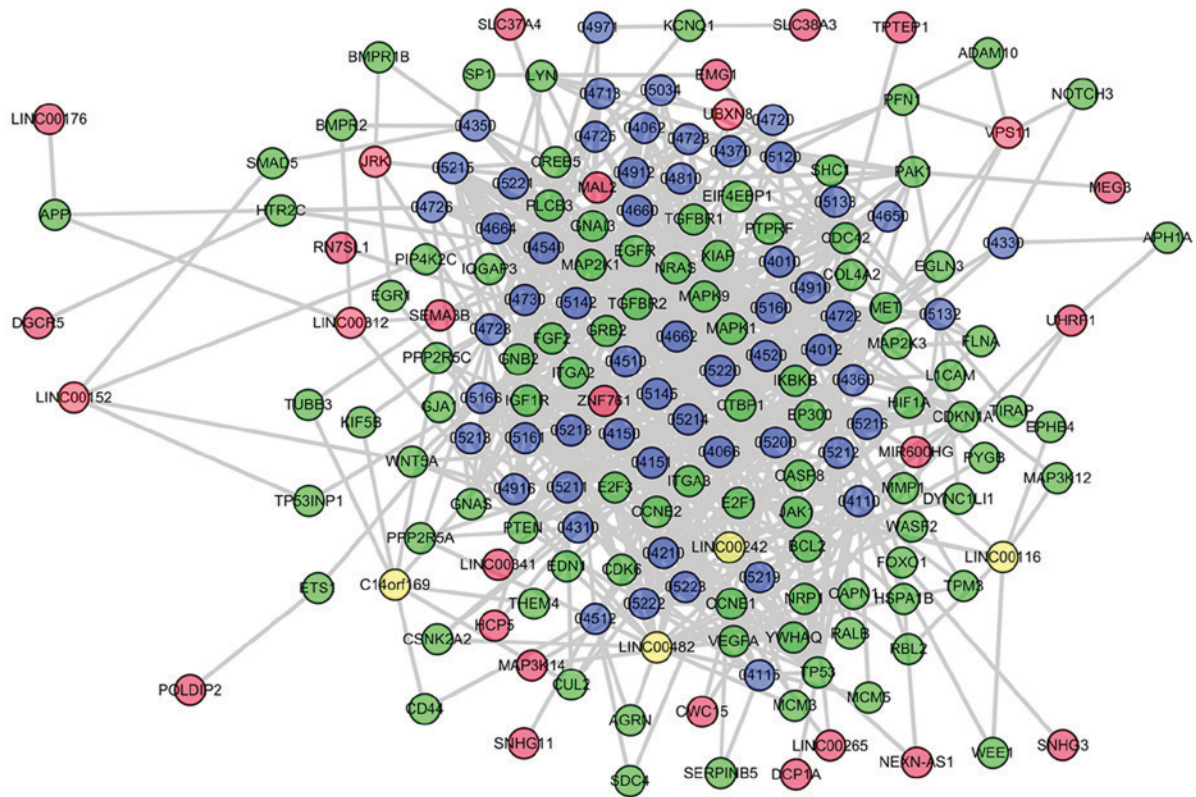 SLC37A4
04971
KCNQ1
SLC38A3
TPTEP1
BMPR1B
SP1
LYN
EMG1
ADAM10
LINC00176
04713
05034
UBXN8
PFN1
NOTCH3
BMPR2
04350
04725
04062
04723
04370
04720
VPS11
SMAD5
JRK
05215
05221
CREB5
04912
04810
05120
SHC1
PAK1
MEG3
APP
HTR2C
04726
PLCB3
MAL2
04660
EIF4EBP1
05133
04650
RN7SL1
04664
GNAI3
TGFBR1
PTPRF
CDC42
04330
APH1A
PIP4K2C
IQGAP3
04540
MAP2K1
EGFR
NRAS
XIAP
04010
COL4A2
EGLN3
DGCR5
LINC00312
EGR1
SEMA3B
04730
05142
TGFBR2
MAPK9
05160
04910
04722
MET
05132
UHRF1
PPP2R5C
04728
FGF2
GRB2
04662
MAPK1
04012
MAP2K3
FLNA
GNB2
ITGA2
04510
05220
04520
04360
L1CAM
LINC00152
TUBB3
KIF5B
GJA1
05166
IGF1R
ZNF761
05145
CTBP1
IKBKB
HIF1A
CDKN1A
TIRAP
EPHB4
05213
05161
05218
04150
05214
EP300
05216
WNT5A
04151
04066
05200
05212
MIR600HG
PYGB
MAP3K12
TP53INP1
04916
05211
E2F3
ITGA3
CASP8
04110
MMP1
DYNC1LI1
GNAS
PTEN
CCNE2
E2F1
JAK1
WASF2
PPP2R5A
04310
04210
LINC00242
BCL2
FOXO1
LINC00116
ETS1
C14orf169
LINC00341
EDN1
CDK6
05223
05219
CAPN1
HSPA1B
TPM3
THEM4
05222
CCNE1
NRP1
HCP5
04512
CSNK2A2
LINC00482
VEGFA
YWHAQ
RALB
RBL2
POLDIP2
MAP3K14
CUL2
04115
TP53
MCM5
CD44
AGRN
CWC15
MCM3
SNHG11
LINC00265
NEXN-AS1
WEE1
SNHG3
SDC4
SERPINB5
DCP1A